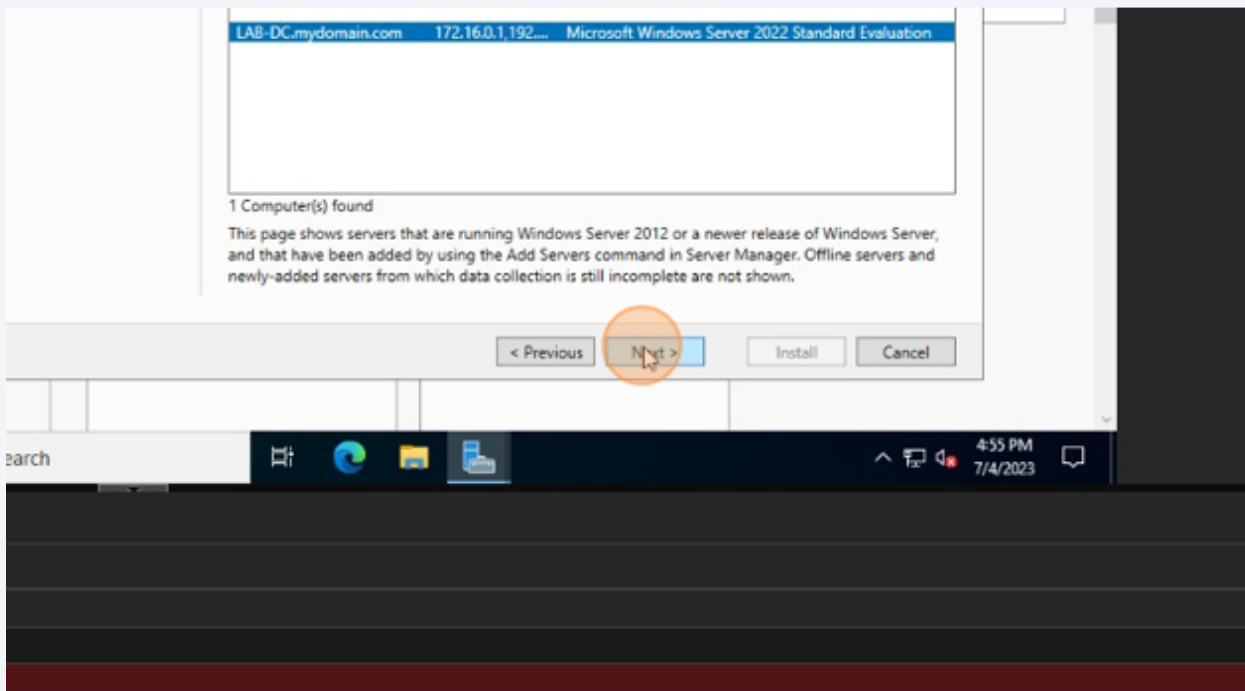 LAB-DC.mydomain.com 172.16.0.1,192.... Microsoft Windows Server 2022 Standard Evaluation
1 Computer(s) found
This page shows servers that are running Windows Server 2012 or a newer release of Windows Server,
and that have been added by using the Add Servers command in Server Manager. Offline servers and
newly-added servers from which data collection is still incomplete are not shown.
< Previous Next > Install Cancel
earch 4:55 PM
7/4/2023